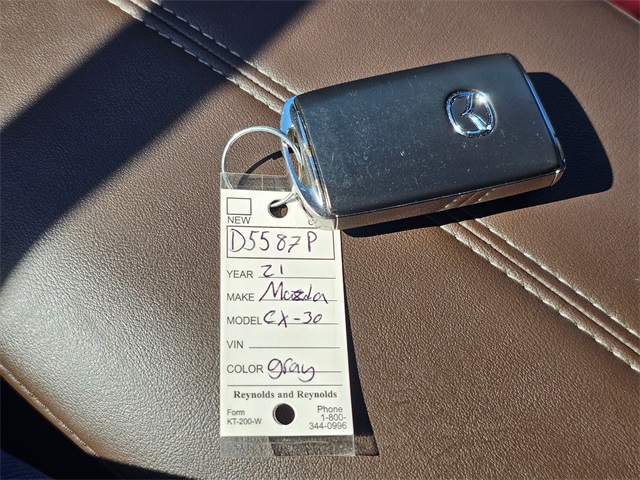 NEW
D5587P
YEAR 21
MAKE Mazda
MODEL CX-30
VIN
COLOR gray
Reynolds and Reynolds
Form
KT-200-W
Phone
1-800-
344-0996